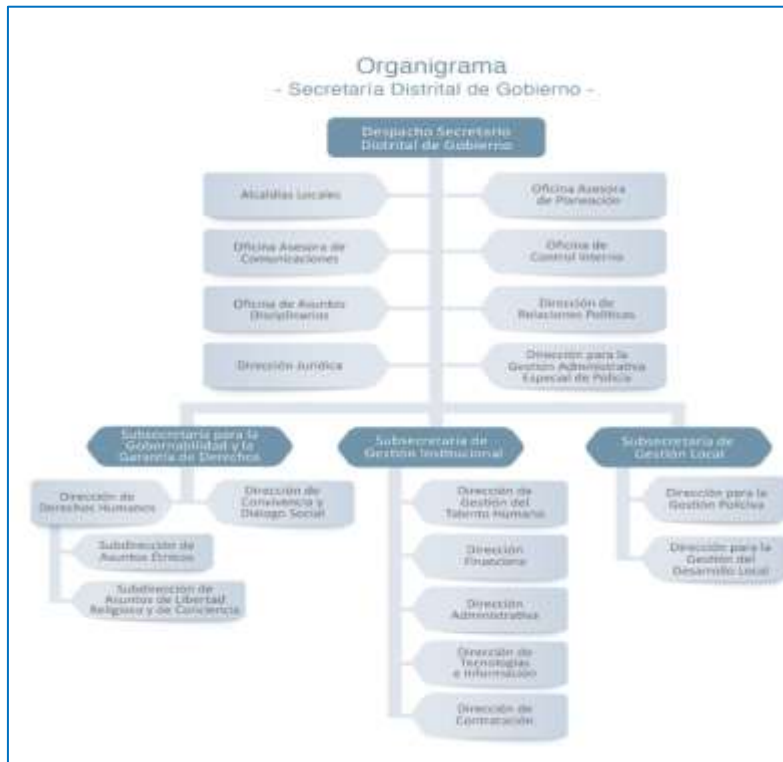 Organigrama
- Secretaría Distrital de Gobierno -
Despacho Secretario
Distrital de Gobierno
Alcaldías Locales
Oficina Asesora
de Planeación
Oficina Asesora de
Comunicaciones
Oficina de
Control Interno
Oficina de Asuntos
Disciplinarios
Dirección de
Relaciones Políticas
Dirección Jurídica
Dirección para la
Gestión Administrativa
Especial de Policía
Subsecretaría para la
Gobernabilidad y la
Garantía de Derechos
Subsecretaría de
Gestión Institucional
Subsecretaría de
Gestión Local
Dirección de
Derechos Humanos
Dirección de
Convivencia y
Diálogo Social
Subdirección de
Asuntos Étnicos
Subdirección de
Asuntos de Libertad
Religiosa y de Conciencia
Dirección de
Gestión del
Talento Humano
Dirección
Financiera
Dirección
Administrativa
Dirección de
Tecnologías
e Información
Dirección de
Contratación
Dirección para la
Gestión Policiva
Dirección para la
Gestión del
Desarrollo Local